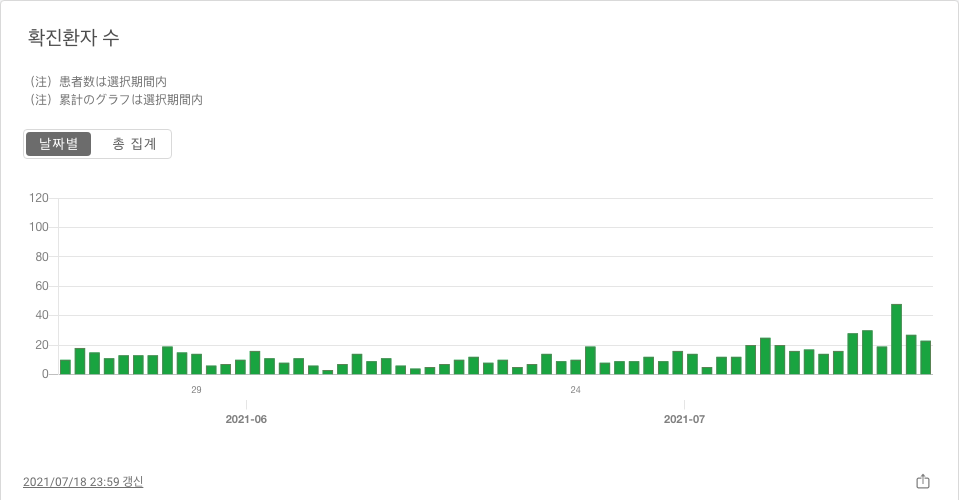 확진환자 수
（注）患者数は選択期間内
（注）累計のグラフは選択期間内
날짜별 총 집계
120
100
80
60
40
20
0
29 24
2021-06 2021-07
2021/07/18 23:59 갱신